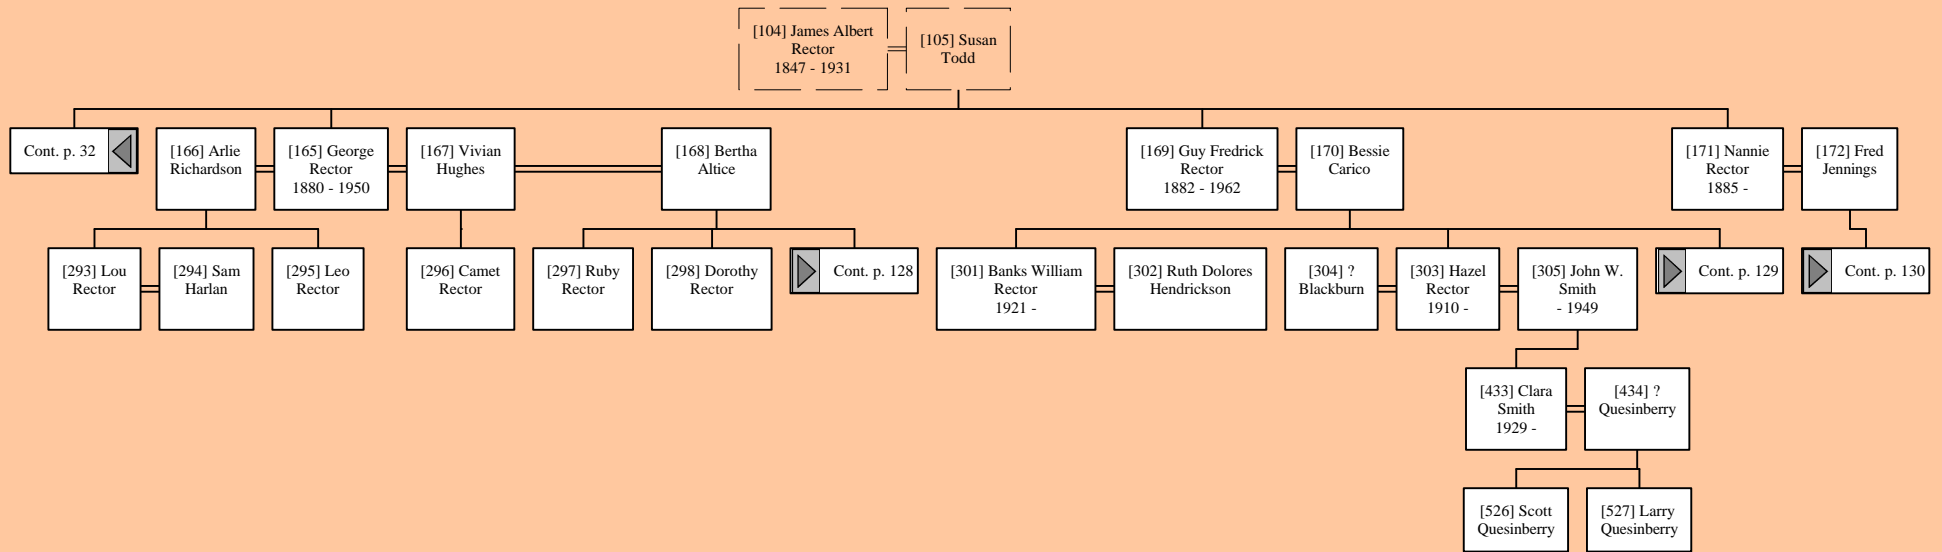 [104] James Albert
Rector
1847 - 1931
[105] Susan
Todd
Cont. p. 32
[166] Arlie
Richardson
[165] George
Rector
1880 - 1950
[167] Vivian
Hughes
[168] Bertha
Altice
[169] Guy Fredrick
Rector
1882 - 1962
[170] Bessie
Carico
[171] Nannie
Rector
1885 -
[172] Fred
Jennings
[293] Lou
Rector
[294] Sam
Harlan
[295] Leo
Rector
[296] Camet
Rector
[297] Ruby
Rector
[298] Dorothy
Rector
Cont. p. 128
[301] Banks William
Rector
1921 -
[302] Ruth Dolores
Hendrickson
[304] ?
Blackburn
[303] Hazel
Rector
1910 -
[305] John W.
Smith
- 1949
Cont. p. 129
Cont. p. 130
[433] Clara
Smith
1929 -
[434] ?
Quesinberry
[526] Scott
Quesinberry
[527] Larry
Quesinberry